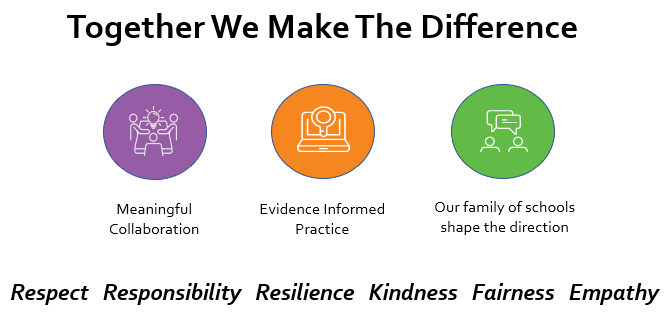 Together We Make The Difference
Meaningful
Collaboration
Evidence Informed
Practice
Our family of schools
shape the direction
Respect Responsibility Resilience Kindness Fairness Empathy